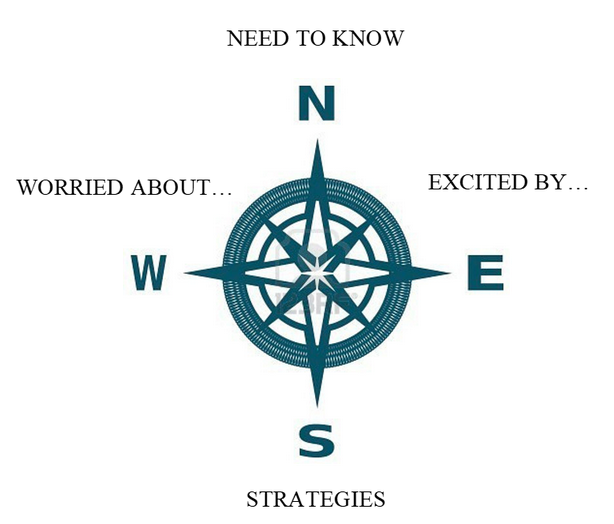 NEED TO KNOW
N
WORRIED ABOUT…
EXCITED BY…
W
E
S
STRATEGIES